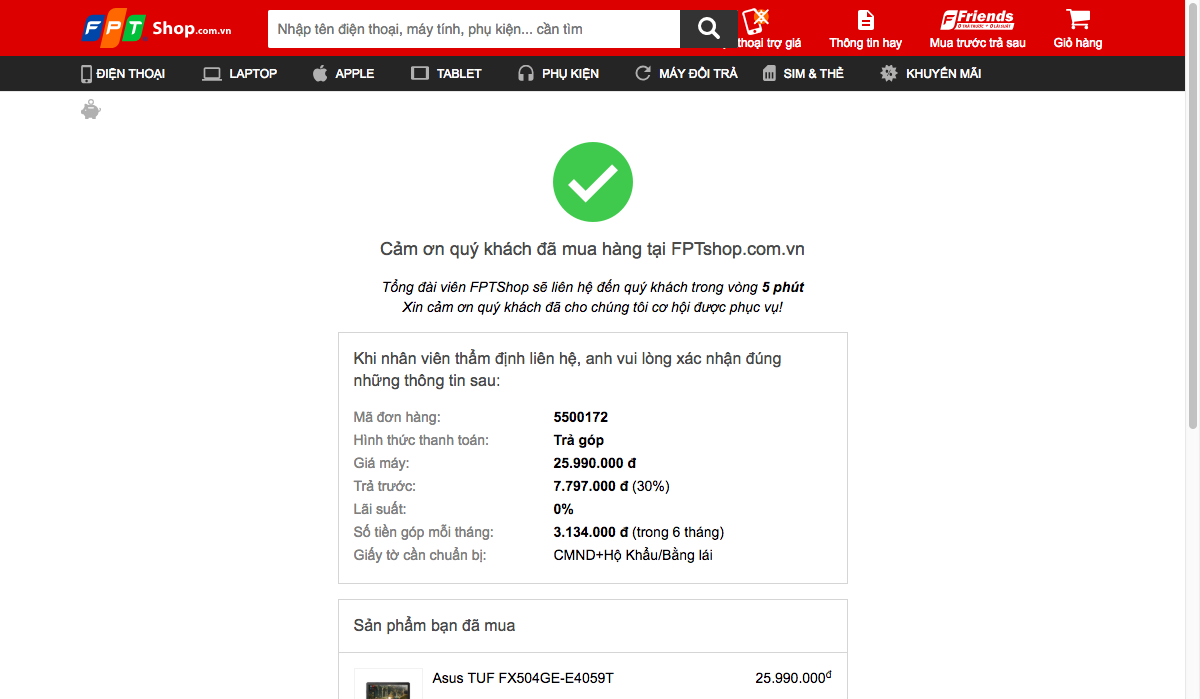 FPT Shop.com.vn
Nhập tên điện thoại, máy tính, phụ kiện... cần tìm
thoại trợ giá
Thông tin hay
F Friends
Mua trước trả sau
Giỏ hàng
ĐIỆN THOẠI
LAPTOP
APPLE
TABLET
PHỤ KIỆN
MÁY ĐỔI TRẢ
SIM & THẺ
KHUYẾN MÃI
Cảm ơn quý khách đã mua hàng tại FPTshop.com.vn
Tổng đài viên FPTShop sẽ liên hệ đến quý khách trong vòng 5 phút
Xin cảm ơn quý khách đã cho chúng tôi cơ hội được phục vụ!
Khi nhân viên thẩm định liên hệ, anh vui lòng xác nhận đúng
những thông tin sau:
Mã đơn hàng: 5500172
Hình thức thanh toán: Trả góp
Giá máy: 25.990.000 đ
Trả trước: 7.797.000 đ (30%)
Lãi suất: 0%
Số tiền góp mỗi tháng: 3.134.000 đ (trong 6 tháng)
Giấy tờ cần chuẩn bị: CMND+Hộ Khẩu/Bằng lái
Sản phẩm bạn đã mua
Asus TUF FX504GE-E4059T 25.990.000đ